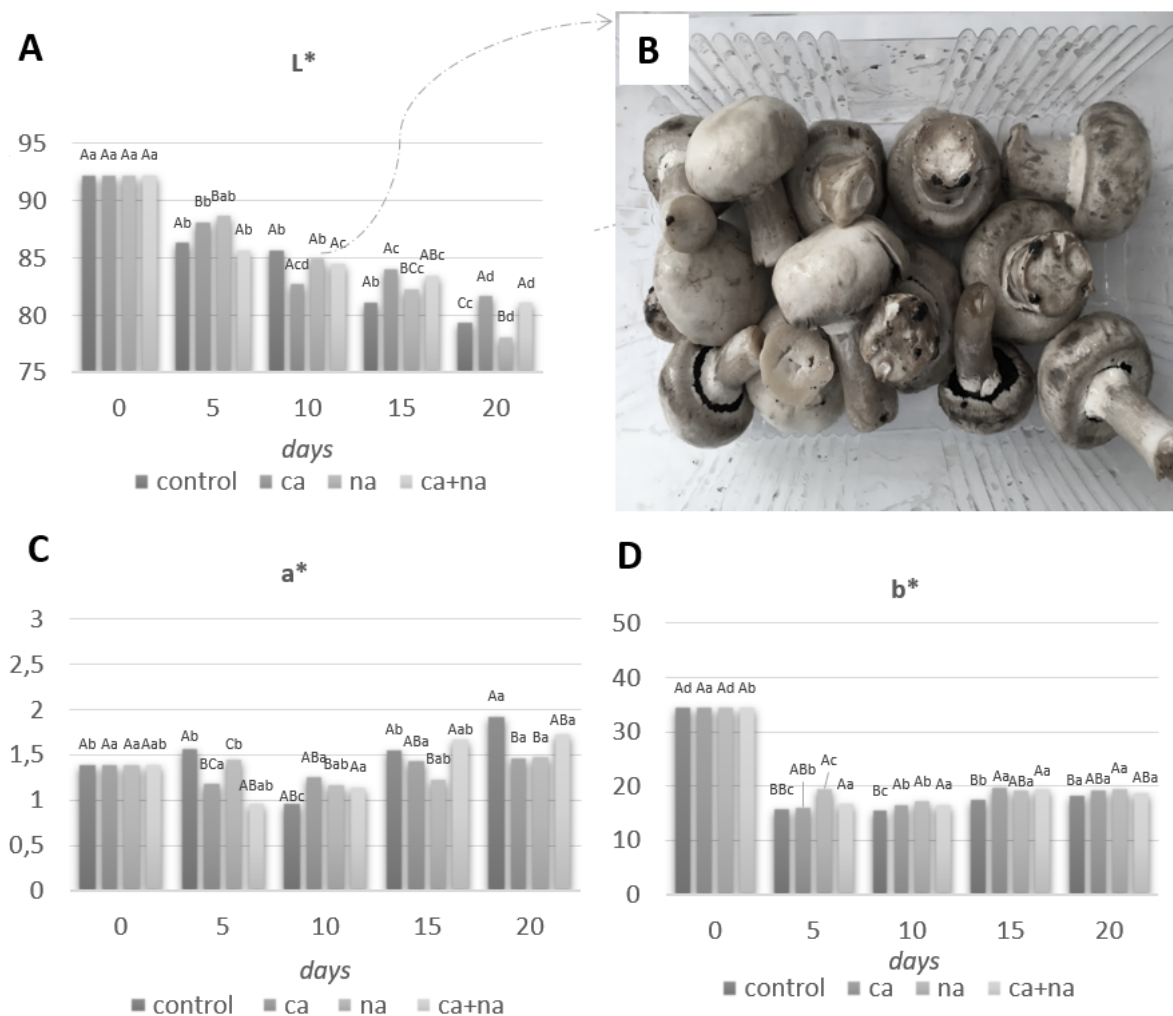 A
L*
95
90
85
80
75
Aa Aa Aa Aa
Ab Bb Bab Ab
Ab Acd Ab Ac
Ab Ac BCc ABc
Cc Ad Bd Ad
0 5 10 15 20
days
control ca na ca+na
B
C
a*
3
2,5
2
1,5
1
0,5
0
Ab Aa Aa Aab
Ab BCa Cb ABab
ABc ABa Bab Aa
Ab ABa Bab Aab
Aa Ba Ba ABa
0 5 10 15 20
days
control ca na ca+na
D
b*
50
40
30
20
10
0
Ad Aa Ad Ab
BBc ABb Ac Aa
Bc Ab Ab Aa
Bb Aa ABa Aa
Ba ABa Aa ABa
0 5 10 15 20
days
control ca na ca+na